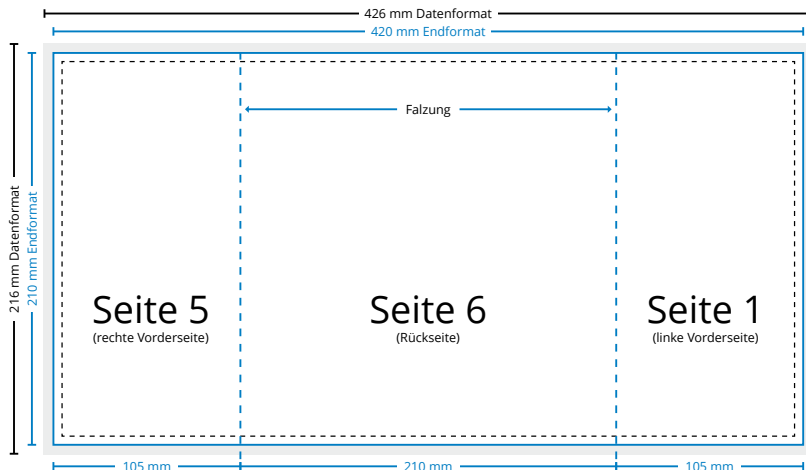 426 mm Datenformat
420 mm Endformat
Falzung
216 mm Datenformat
210 mm Endformat
Seite 5
(rechte Vorderseite)
Seite 6
(Rückseite)
Seite 1
(linke Vorderseite)
105 mm
210 mm
105 mm